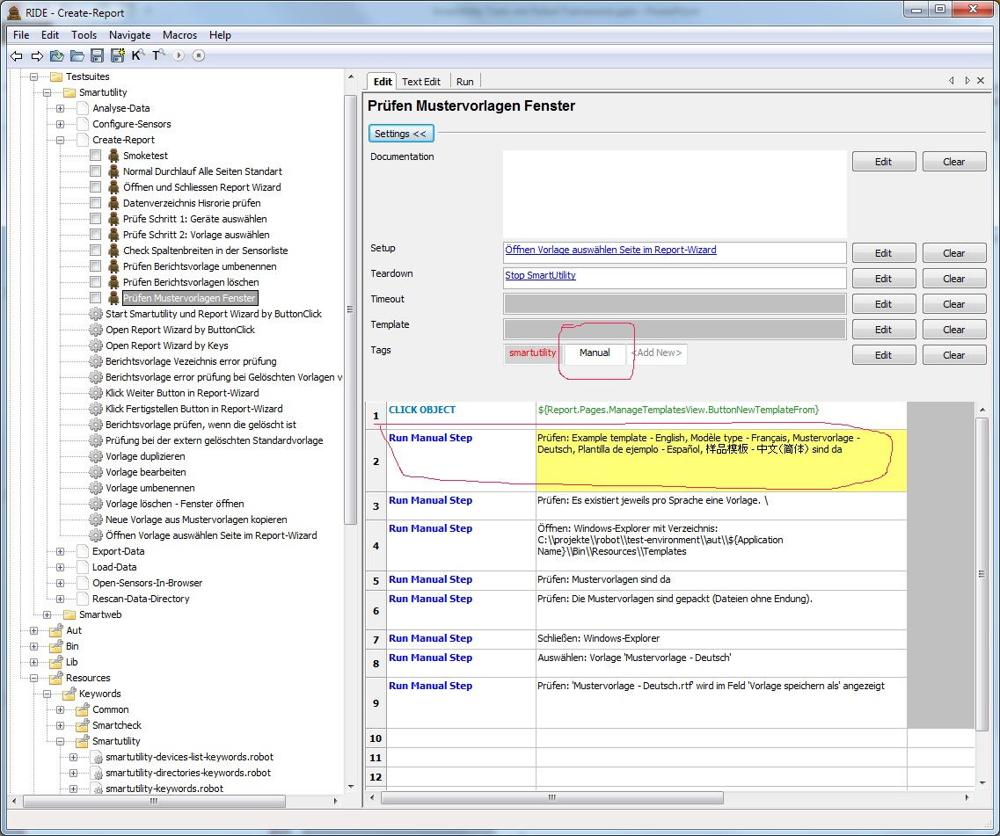 RIDE - Create-Report
File Edit Tools Navigate Macros Help
Testsuites
Smartutility
Analyse-Data
Configure-Sensors
Create-Report
Smoketest
Normal Durchlauf Alle Seiten Standart
Öffnen und Schliessen Report Wizard
Datenverzeichnis Hisrorie prüfen
Prüfe Schritt 1: Geräte auswählen
Prüfe Schritt 2: Vorlage auswählen
Check Spaltenbreiten in der Sensorliste
Prüfen Berichtsvorlage umbenennen
Prüfen Berichtsvorlagen löschen
Prüfen Mustervorlagen Fenster
Start Smartutility und Report Wizard by ButtonClick
Open Report Wizard by ButtonClick
Open Report Wizard by Keys
Berichtsvorlage Vezeichnis error prüfung
Berichtsvorlage error prüfung bei Gelöschten Vorlagen v
Klick Weiter Button in Report-Wizard
Klick Fertigstellen Button in Report-Wizard
Berichtsvorlage prüfen, wenn die gelöscht ist
Prüfung bei der extern gelöschten Standardvorlage
Vorlage duplizieren
Vorlage bearbeiten
Vorlage umbenennen
Vorlage löschen - Fenster öffnen
Neue Vorlage aus Mustervorlagen kopieren
Öffnen Vorlage auswählen Seite im Report-Wizard
Export-Data
Load-Data
Open-Sensors-In-Browser
Rescan-Data-Directory
Smartweb
Aut
Bin
Lib
Resources
Keywords
Common
Smartcheck
Smartutility
smartutility-devices-list-keywords.robot
smartutility-directories-keywords.robot
smartutility-keywords.robot
Edit Text Edit Run
Prüfen Mustervorlagen Fenster
Settings <<
Documentation Edit Clear
Setup Öffnen Vorlage auswählen Seite im Report-Wizard Edit Clear
Teardown Stop SmartUtility Edit Clear
Timeout Edit Clear
Template Edit Clear
Tags smartutility Manual <Add New> Edit Clear
1 CLICK OBJECT ${Report.Pages.ManageTemplatesView.ButtonNewTemplateFrom}
2 Run Manual Step Prüfen: Example template - English, Modèle type - Français, Mustervorlage -
Deutsch, Plantilla de ejemplo - Español, 样品模板 - 中文(简体) sind da
3 Run Manual Step Prüfen: Es existiert jeweils pro Sprache eine Vorlage. \
4 Run Manual Step Öffnen: Windows-Explorer mit Verzeichnis:
C:\\projekte\\robot\\test-environment\\aut\\${Application
Name}\\Bin\\Resources\\Templates
5 Run Manual Step Prüfen: Mustervorlagen sind da
6 Run Manual Step Prüfen: Die Mustervorlagen sind gepackt (Dateien ohne Endung).
7 Run Manual Step Schließen: Windows-Explorer
8 Run Manual Step Auswählen: Vorlage 'Mustervorlage - Deutsch'
9 Run Manual Step Prüfen: 'Mustervorlage - Deutsch.rtf' wird im Feld 'Vorlage speichern als' angezeigt
10
11
12